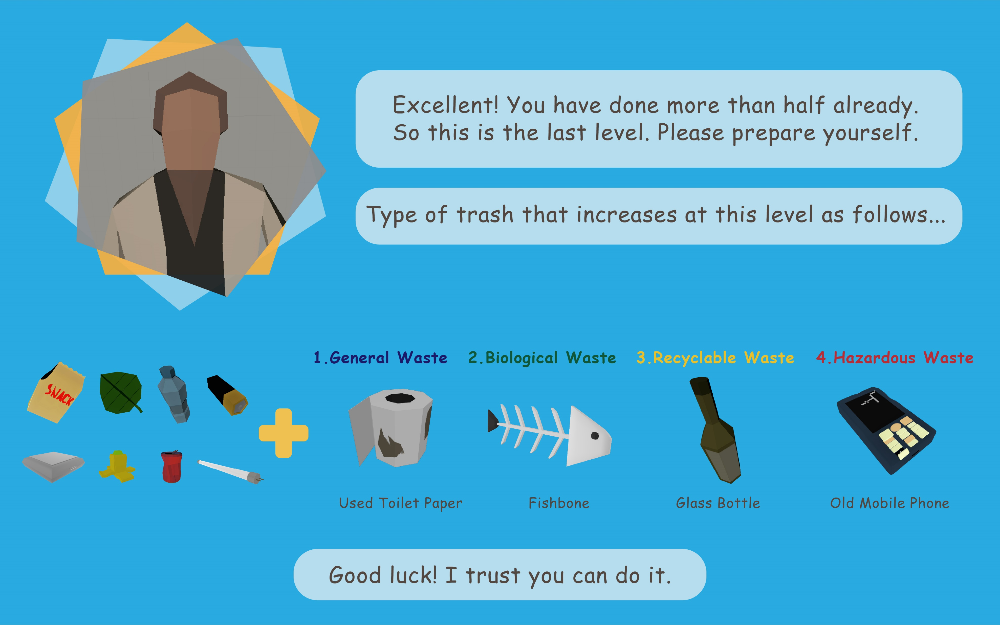 Excellent! You have done more than half already.
So this is the last level. Please prepare yourself.
Type of trash that increases at this level as follows...
1.General Waste
2.Biological Waste
3.Recyclable Waste
4.Hazardous Waste
SNACK
Used Toilet Paper
Fishbone
Glass Bottle
Old Mobile Phone
Good luck! I trust you can do it.